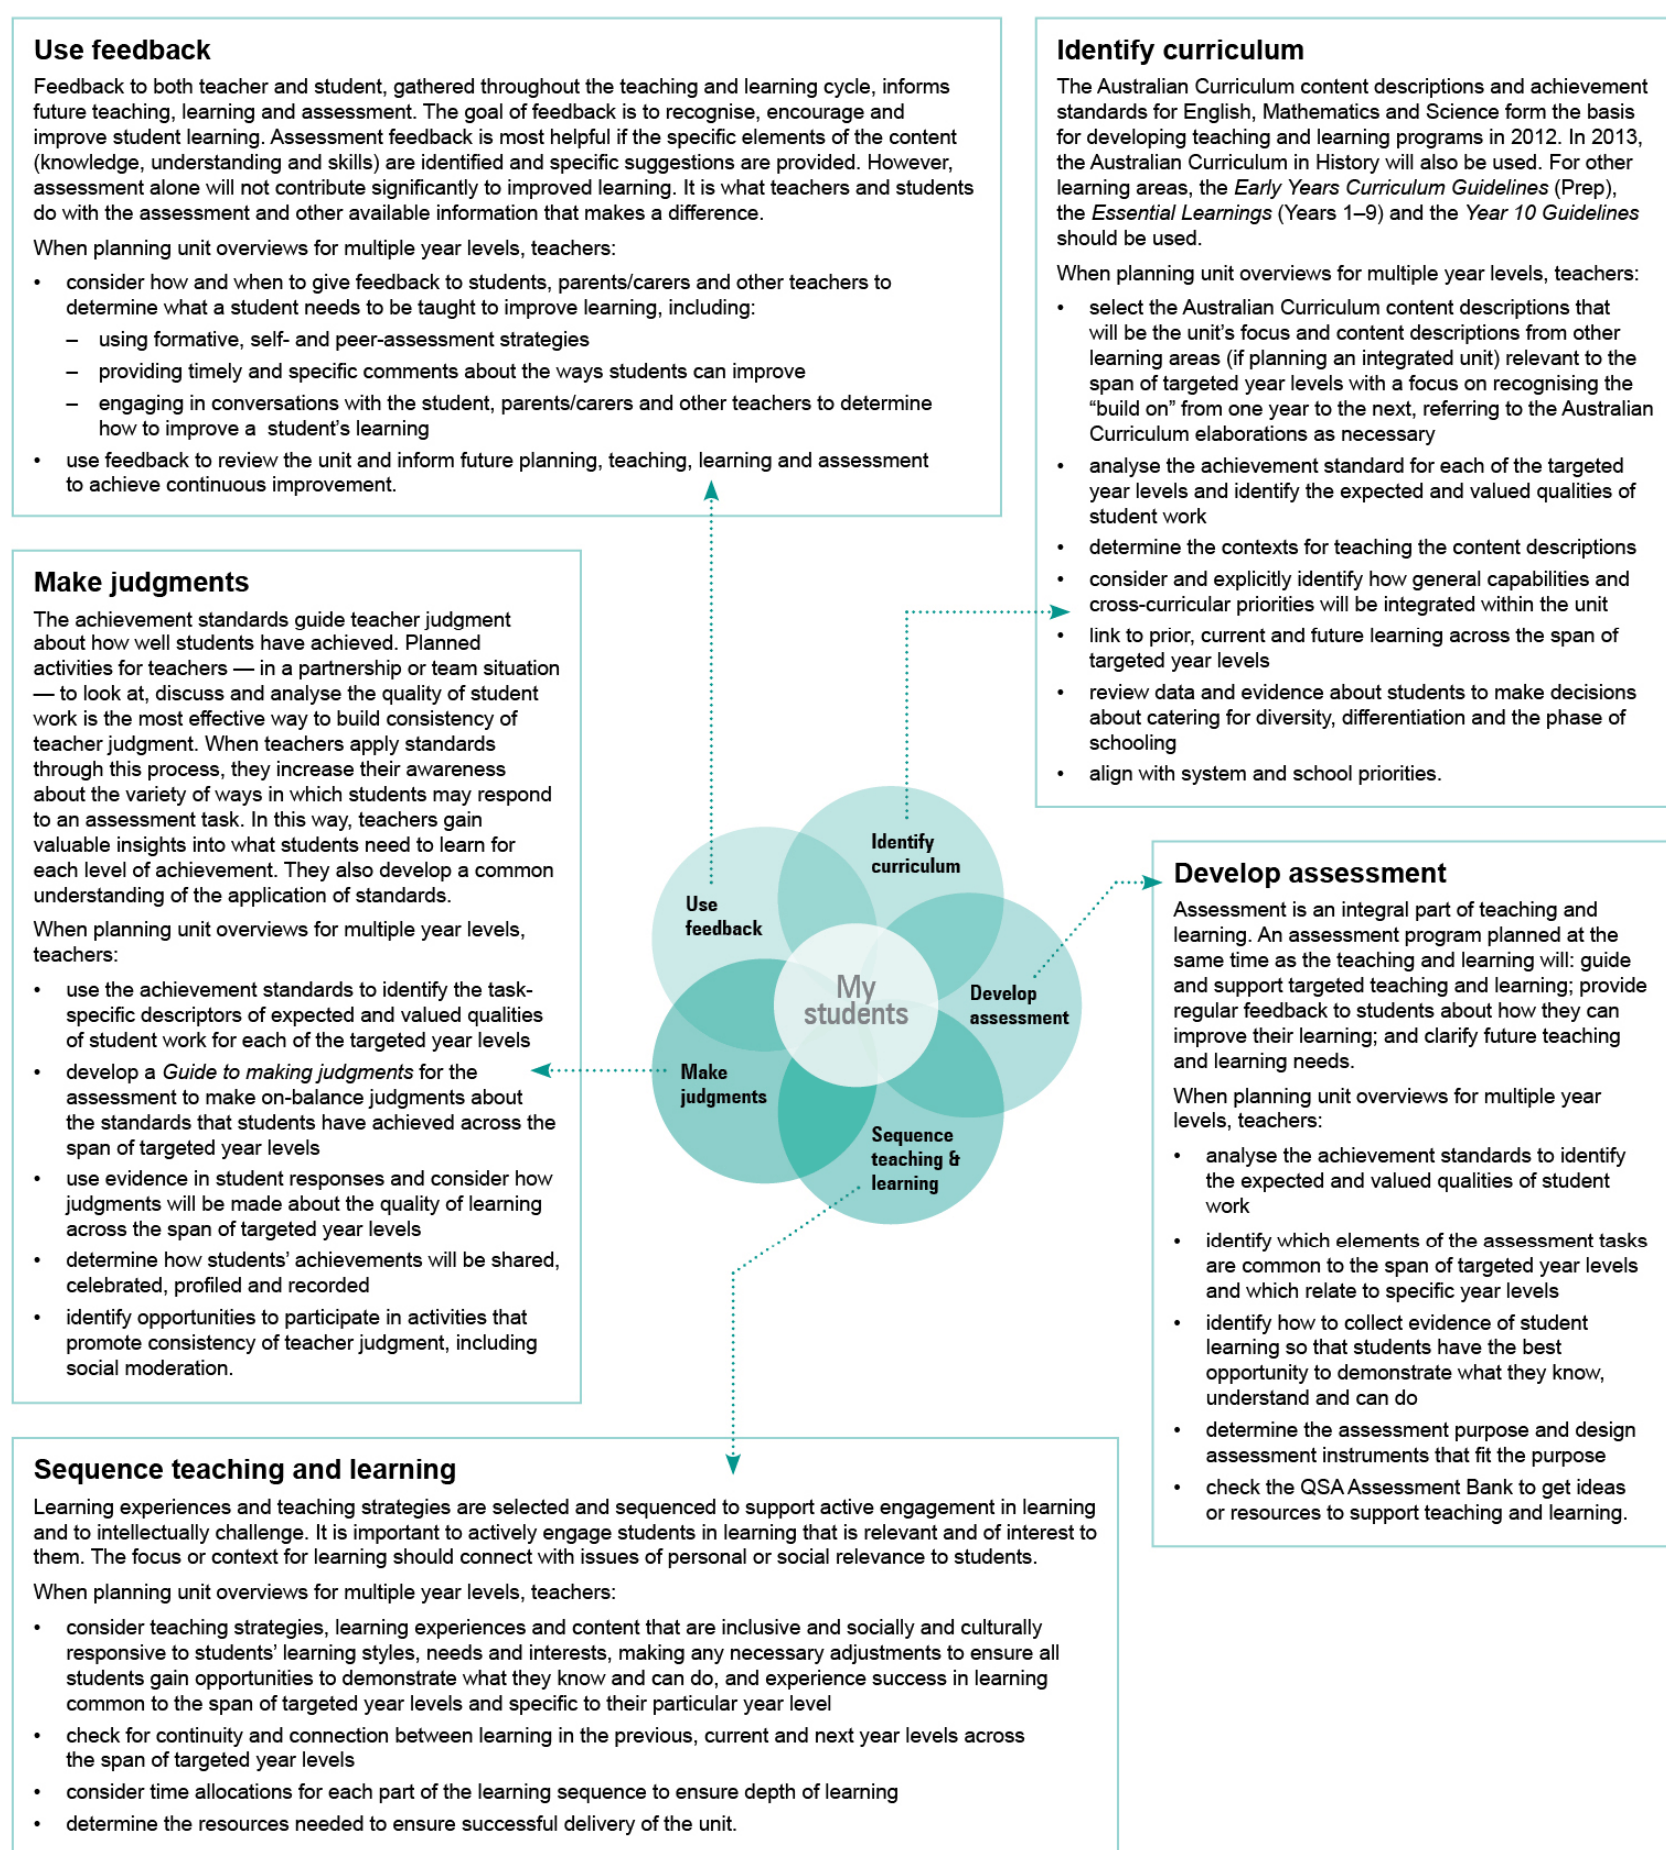 Use feedback
Feedback to both teacher and student, gathered throughout the teaching and learning cycle, informs
future teaching, learning and assessment. The goal of feedback is to recognise, encourage and
improve student learning. Assessment feedback is most helpful if the specific elements of the content
(knowledge, understanding and skills) are identified and specific suggestions are provided. However,
assessment alone will not contribute significantly to improved learning. It is what teachers and students
do with the assessment and other available information that makes a difference.
When planning unit overviews for multiple year levels, teachers:
• consider how and when to give feedback to students, parents/carers and other teachers to
determine what a student needs to be taught to improve learning, including:
– using formative, self- and peer-assessment strategies
– providing timely and specific comments about the ways students can improve
– engaging in conversations with the student, parents/carers and other teachers to determine
how to improve a student's learning
• use feedback to review the unit and inform future planning, teaching, learning and assessment
to achieve continuous improvement.
Identify curriculum
The Australian Curriculum content descriptions and achievement
standards for English, Mathematics and Science form the basis
for developing teaching and learning programs in 2012. In 2013,
the Australian Curriculum in History will also be used. For other
learning areas, the Early Years Curriculum Guidelines (Prep),
the Essential Learnings (Years 1–9) and the Year 10 Guidelines
should be used.
When planning unit overviews for multiple year levels, teachers:
• select the Australian Curriculum content descriptions that
will be the unit's focus and content descriptions from other
learning areas (if planning an integrated unit) relevant to the
span of targeted year levels with a focus on recognising the
“build on” from one year to the next, referring to the Australian
Curriculum elaborations as necessary
• analyse the achievement standard for each of the targeted
year levels and identify the expected and valued qualities of
student work
• determine the contexts for teaching the content descriptions
• consider and explicitly identify how general capabilities and
cross-curricular priorities will be integrated within the unit
• link to prior, current and future learning across the span of
targeted year levels
• review data and evidence about students to make decisions
about catering for diversity, differentiation and the phase of
schooling
• align with system and school priorities.
Make judgments
The achievement standards guide teacher judgment
about how well students have achieved. Planned
activities for teachers — in a partnership or team situation
— to look at, discuss and analyse the quality of student
work is the most effective way to build consistency of
teacher judgment. When teachers apply standards
through this process, they increase their awareness
about the variety of ways in which students may respond
to an assessment task. In this way, teachers gain
valuable insights into what students need to learn for
each level of achievement. They also develop a common
understanding of the application of standards.
When planning unit overviews for multiple year levels,
teachers:
• use the achievement standards to identify the task-
specific descriptors of expected and valued qualities
of student work for each of the targeted year levels
• develop a Guide to making judgments for the
assessment to make on-balance judgments about
the standards that students have achieved across the
span of targeted year levels
• use evidence in student responses and consider how
judgments will be made about the quality of learning
across the span of targeted year levels
• determine how students' achievements will be shared,
celebrated, profiled and recorded
• identify opportunities to participate in activities that
promote consistency of teacher judgment, including
social moderation.
Identify
curriculum
Use
feedback
My
students
Develop
assessment
Make
judgments
Sequence
teaching &
learning
Develop assessment
Assessment is an integral part of teaching and
learning. An assessment program planned at the
same time as the teaching and learning will: guide
and support targeted teaching and learning; provide
regular feedback to students about how they can
improve their learning; and clarify future teaching
and learning needs.
When planning unit overviews for multiple year
levels, teachers:
• analyse the achievement standards to identify
the expected and valued qualities of student
work
• identify which elements of the assessment tasks
are common to the span of targeted year levels
and which relate to specific year levels
• identify how to collect evidence of student
learning so that students have the best
opportunity to demonstrate what they know,
understand and can do
• determine the assessment purpose and design
assessment instruments that fit the purpose
• check the QSA Assessment Bank to get ideas
or resources to support teaching and learning.
Sequence teaching and learning
Learning experiences and teaching strategies are selected and sequenced to support active engagement in learning
and to intellectually challenge. It is important to actively engage students in learning that is relevant and of interest to
them. The focus or context for learning should connect with issues of personal or social relevance to students.
When planning unit overviews for multiple year levels, teachers:
• consider teaching strategies, learning experiences and content that are inclusive and socially and culturally
responsive to students' learning styles, needs and interests, making any necessary adjustments to ensure all
students gain opportunities to demonstrate what they know and can do, and experience success in learning
common to the span of targeted year levels and specific to their particular year level
• check for continuity and connection between learning in the previous, current and next year levels across
the span of targeted year levels
• consider time allocations for each part of the learning sequence to ensure depth of learning
• determine the resources needed to ensure successful delivery of the unit.